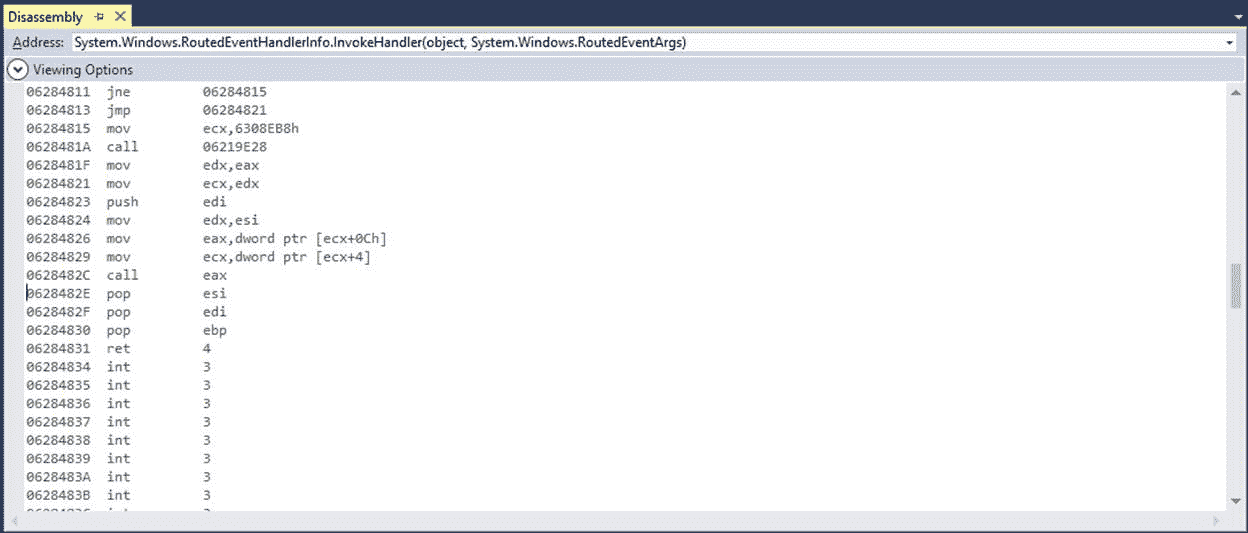 Disassembly
Address: System.Windows.RoutedEventHandlerInfo.InvokeHandler(object, System.Windows.RoutedEventArgs)
Viewing Options
06284811 jne 06284815
06284813 jmp 06284821
06284815 mov ecx,6308EB8h
0628481A call 06219E28
0628481F mov edx,eax
06284821 mov ecx,edx
06284823 push edi
06284824 mov edx,esi
06284826 mov eax,dword ptr [ecx+0Ch]
06284829 mov ecx,dword ptr [ecx+4]
0628482C call eax
0628482E pop esi
0628482F pop edi
06284830 pop ebp
06284831 ret 4
06284834 int 3
06284835 int 3
06284836 int 3
06284837 int 3
06284838 int 3
06284839 int 3
0628483A int 3
0628483B int 3